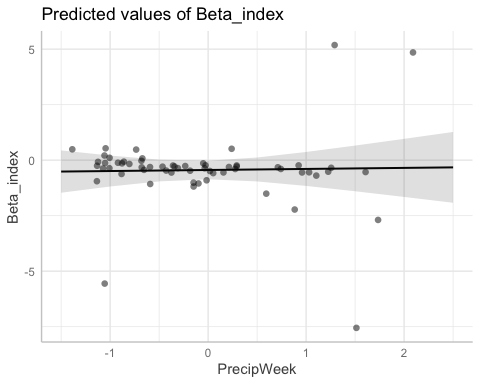 Predicted values of Beta_index
5
0
-5
Beta_index
-1
0
1
2
PrecipWeek